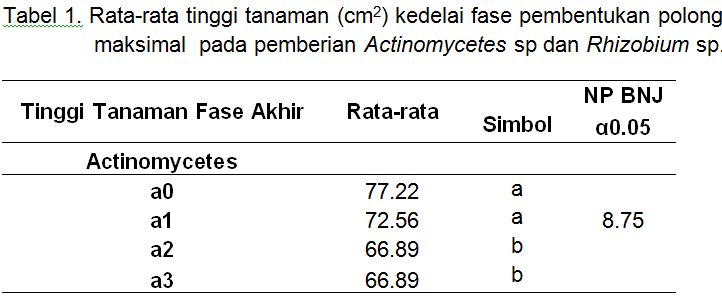 Tabel 1. Rata-rata tinggi tanaman (cm2) kedelai fase pembentukan polong
maksimal pada pemberian Actinomycetes sp dan Rhizobium sp.
Tinggi Tanaman Fase Akhir Rata-rata Simbol NP BNJ α0.05
Actinomycetes
a0 77.22 a
a1 72.56 a 8.75
a2 66.89 b
a3 66.89 b